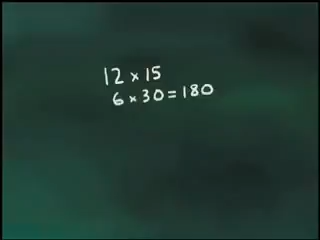 12 × 15
6 × 30 = 180